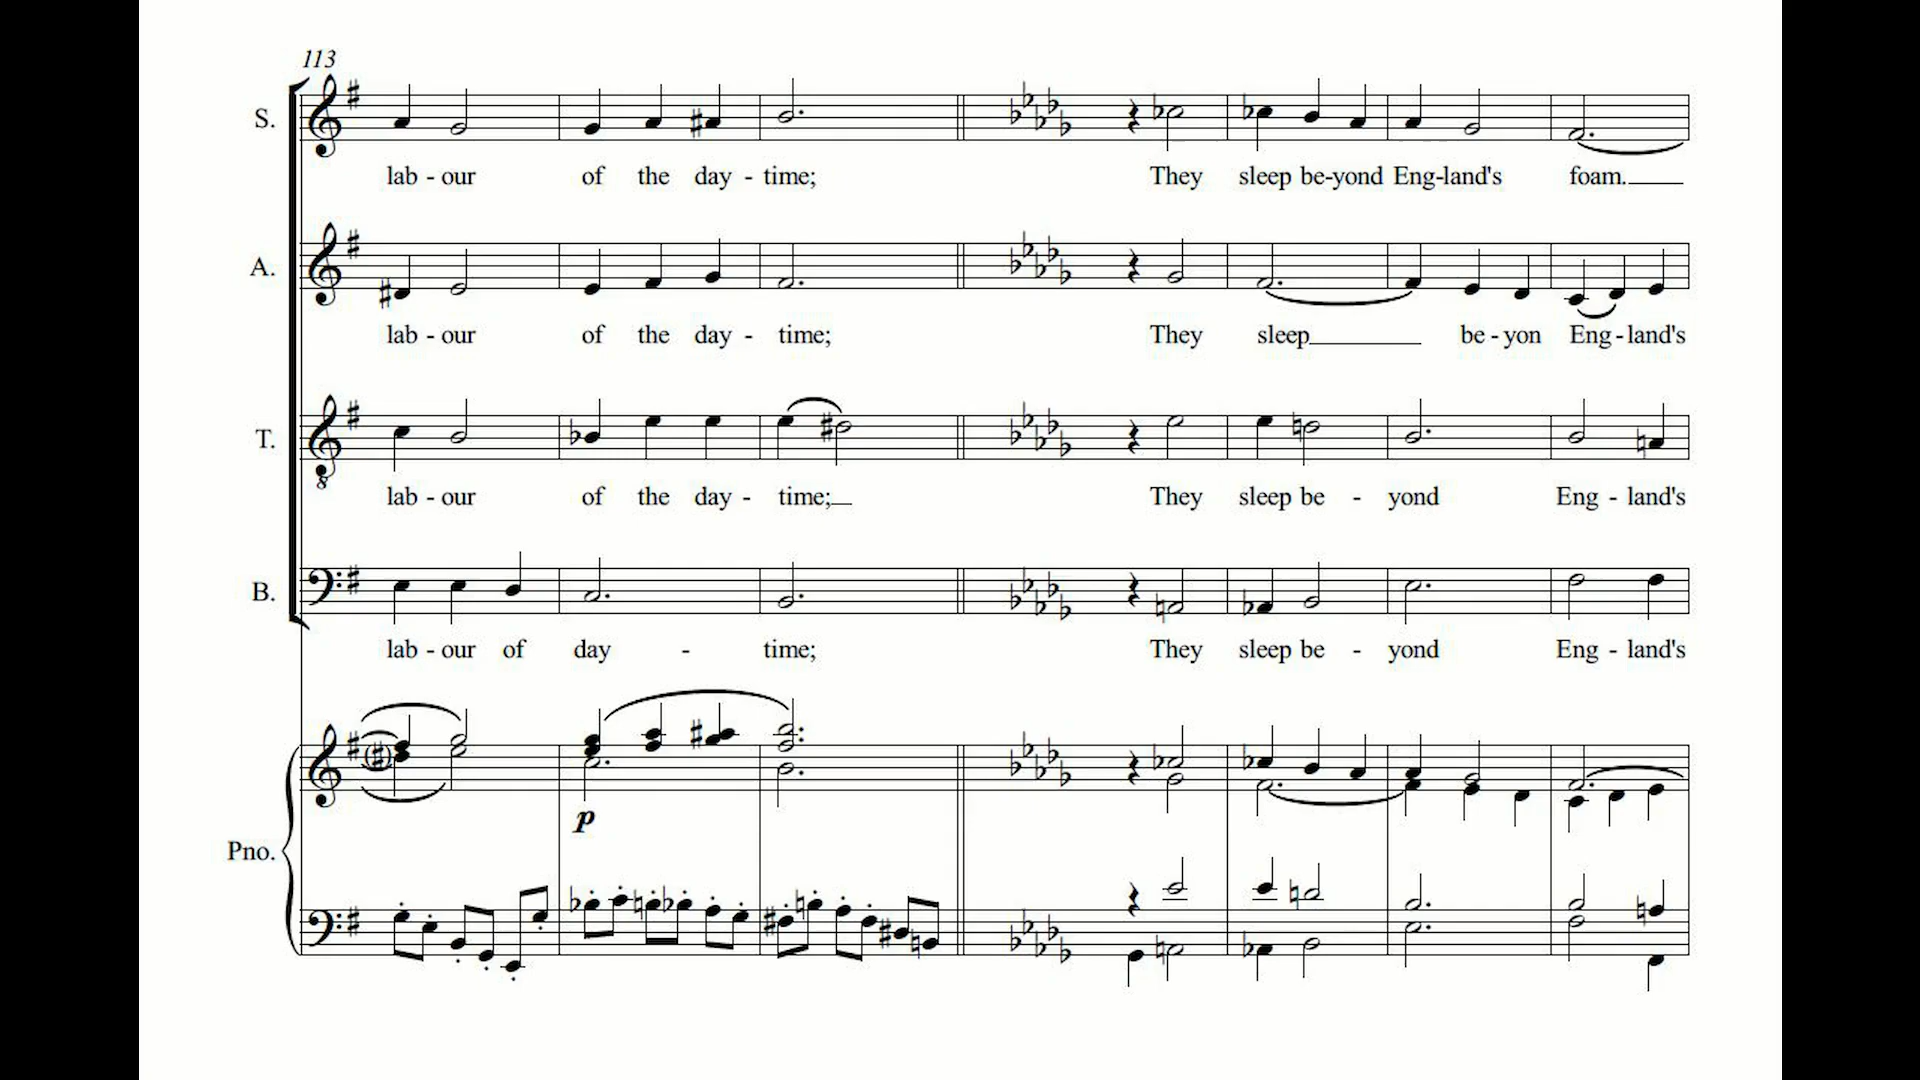 113
S.
lab - our of the day - time; They sleep be-yond Eng-land's foam.
A.
lab - our of the day - time; They sleep be - yon Eng - land's
T.
8
lab - our of the day - time; They sleep be - yond Eng - land's
B.
lab - our of day - time; They sleep be - yond Eng - land's
Pno.
p